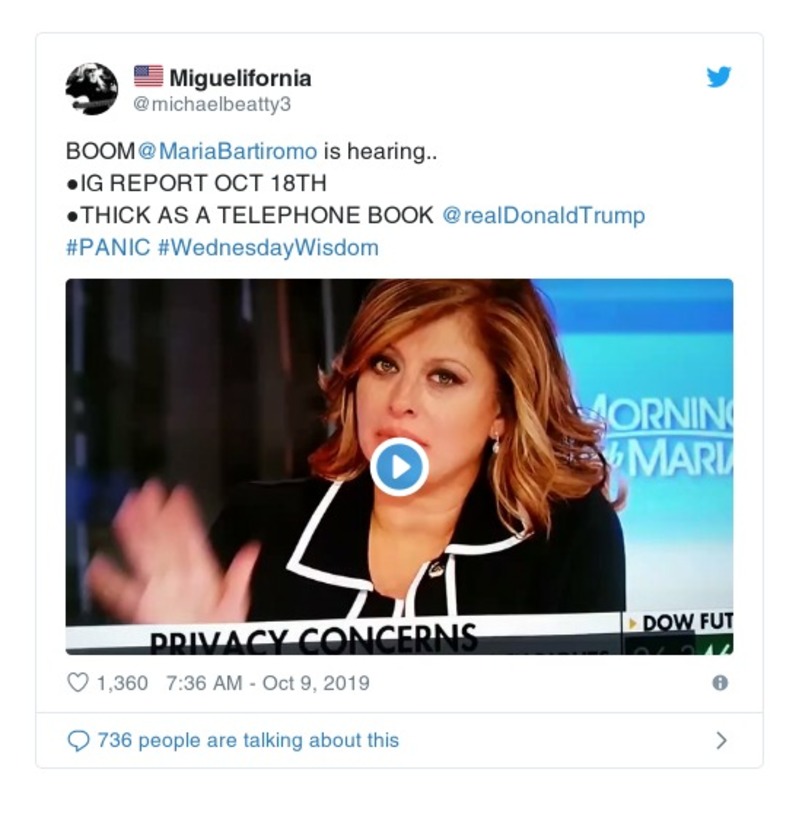 Miguelifornia
@michaelbeatty3
BOOM@MariaBartiromo is hearing..
●IG REPORT OCT 18TH
●THICK AS A TELEPHONE BOOK @realDonaldTrump
#PANIC #WednesdayWisdom
MORNING
MARIA
PRIVACY CONCERNS
DOW FUT
1,360 7:36 AM - Oct 9, 2019
736 people are talking about this